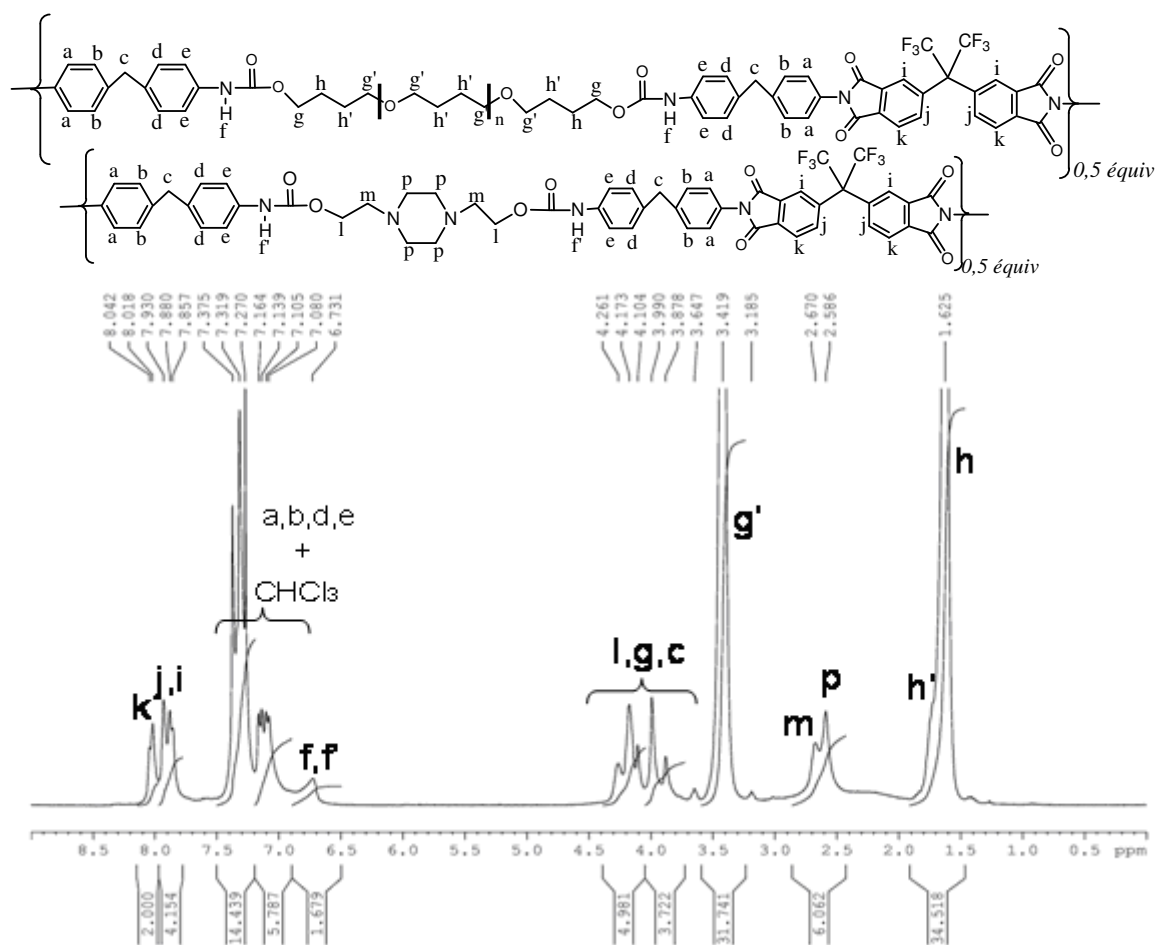 a b c d e N H f O O g h h' g' O g' h' h' g' n O g' h' h g O O N H f e d c b a N O O F3C CF3 i j k i j k O O N
a b d e e d b a
0,5 équiv
a b c d e N H f' O O l m N p p p p N m l O O N H f' e d c b a N O O F3C CF3 i j k i j k O O N
a b d e e d b a
0,5 équiv
8.042 8.018 7.930 7.880 7.857 7.375 7.319 7.270 7.164 7.139 7.105 7.080 6.731 4.261 4.173 4.104 3.990 3.878 3.647 3.419 3.185 2.670 2.586 1.625
h
g'
a,b,d,e
+
CHCl3
l,g,c
j,i
p
h'
k
m
f,f'
8.5 8.0 7.5 7.0 6.5 6.0 5.5 5.0 4.5 4.0 3.5 3.0 2.5 2.0 1.5 1.0 0.5 ppm
2.000 4.154 14.439 5.787 1.679 4.981 3.722 31.741 6.062 34.518